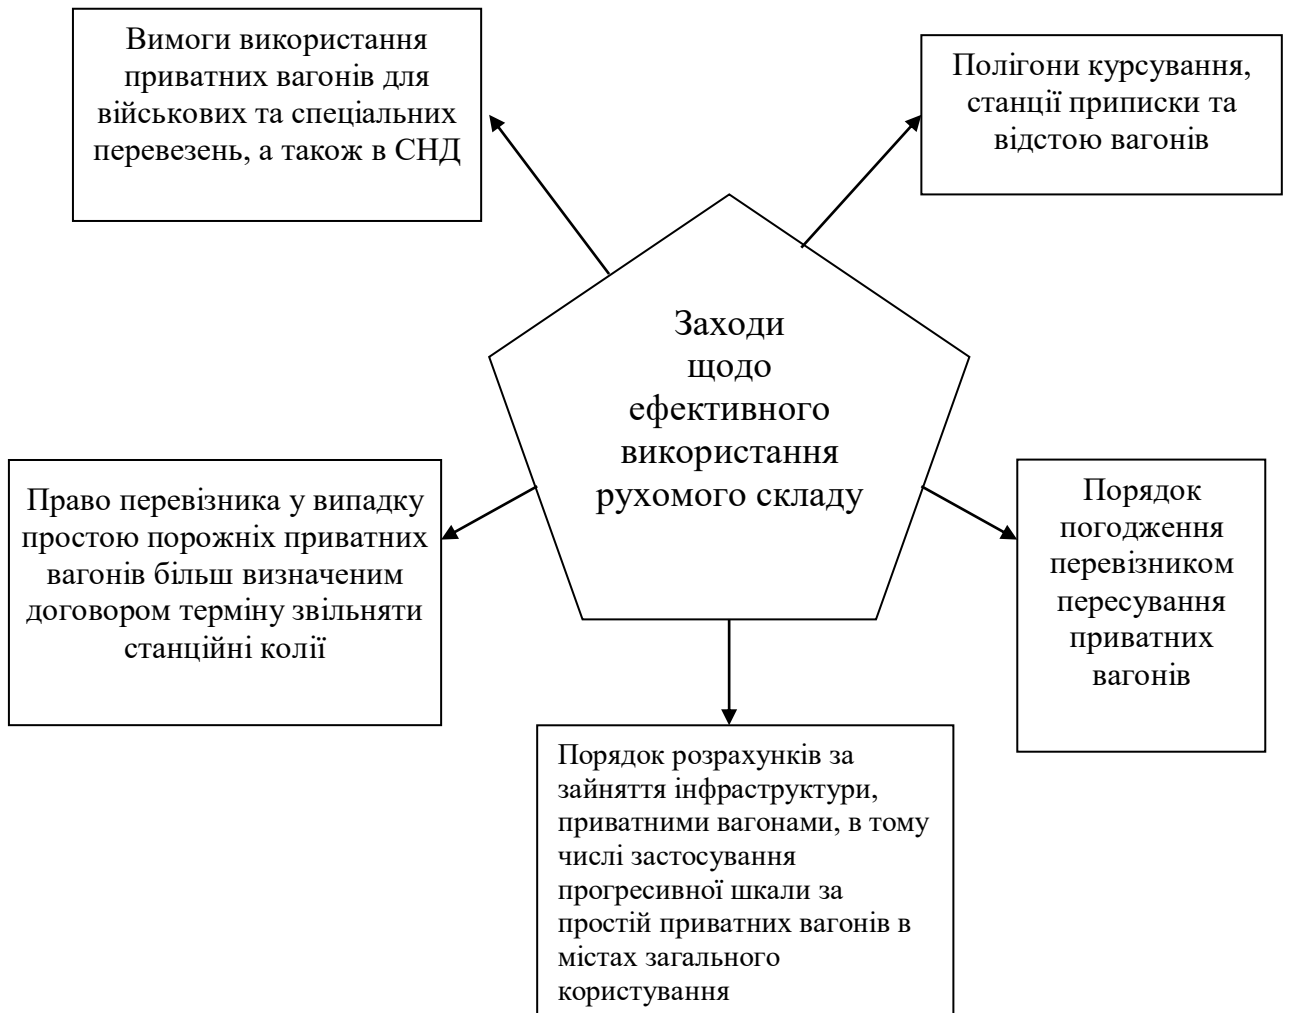 Вимоги використання
приватних вагонів для
військових та спеціальних
перевезень, а також в СНД
Полігони курсування,
станції приписки та
відстою вагонів
Заходи
щодо
ефективного
використання
рухомого складу
Право перевізника у випадку
простою порожніх приватних
вагонів більш визначеним
договором терміну звільняти
станційні колії
Порядок
погодження
перевізником
пересування
приватних
вагонів
Порядок розрахунків за
зайняття інфраструктури,
приватними вагонами, в тому
числі застосування
прогресивної шкали за
простій приватних вагонів в
містах загального
користування